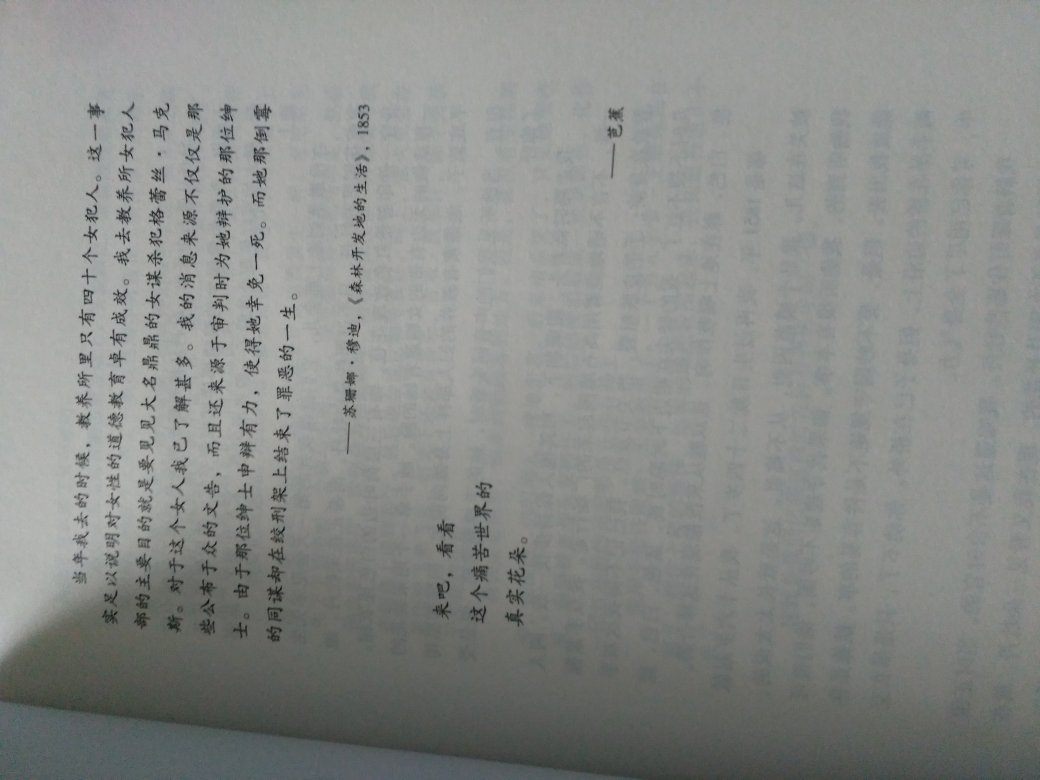 当年我去的时候，教养所里只有四十个女犯人。这一事
实足以说明对女性的道德教育卓有成效。我去教养所女犯人
部的主要目的就是要见见大名鼎鼎的女谋杀犯格蕾丝·马克
斯。对于这个女人我已了解甚多。我的消息来源不仅仅是那
些公布于众的文告，而且还来源于审判时为她辩护的那位绅
士。由于那位绅士申辩有力，使得她幸免一死。而她那倒霉
的同谋却在绞刑架上结束了罪恶的一生。
——苏珊娜·穆迪，《森林开发地的生活》，1853
来吧，看看
这个痛苦世界的
真实花朵。
——芭蕉